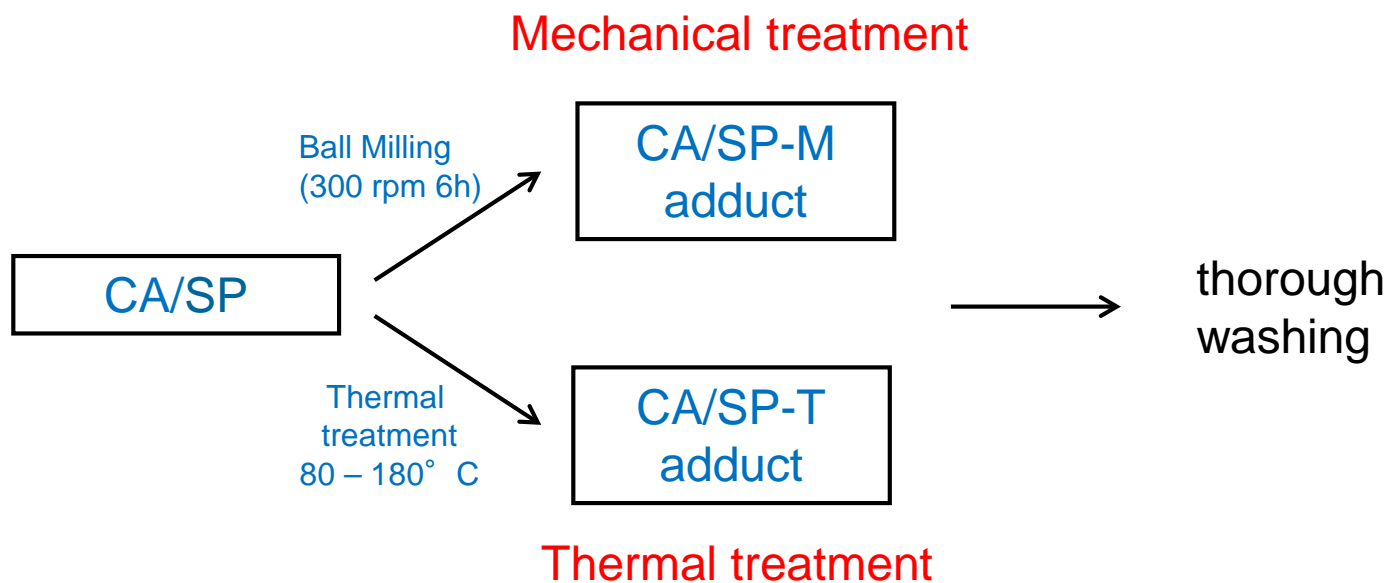 Mechanical treatment
Ball Milling
(300 rpm 6h)
CA/SP-M
adduct
CA/SP
thorough
washing
Thermal
treatment
80 – 180° C
CA/SP-T
adduct
Thermal treatment